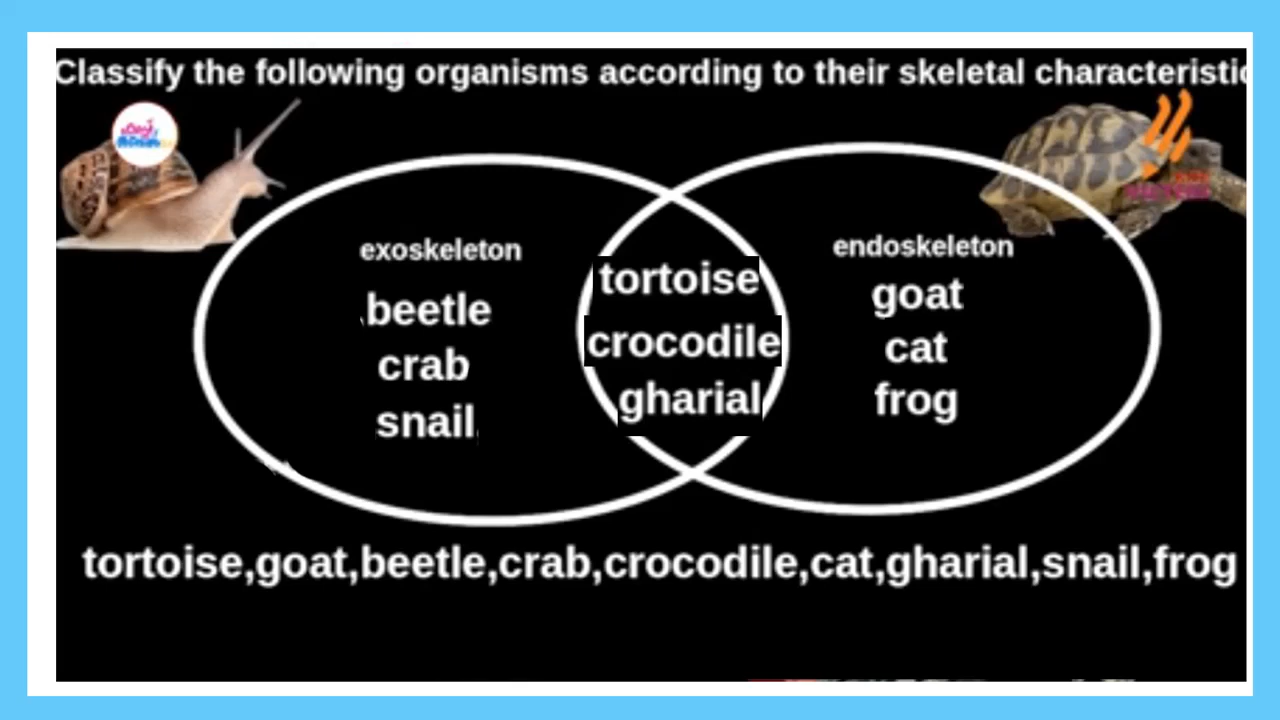 Classify the following organisms according to their skeletal characteristic
exoskeleton
beetle
crab
snail
tortoise
crocodile
gharial
endoskeleton
goat
cat
frog
tortoise,goat,beetle,crab,crocodile,cat,gharial,snail,frog